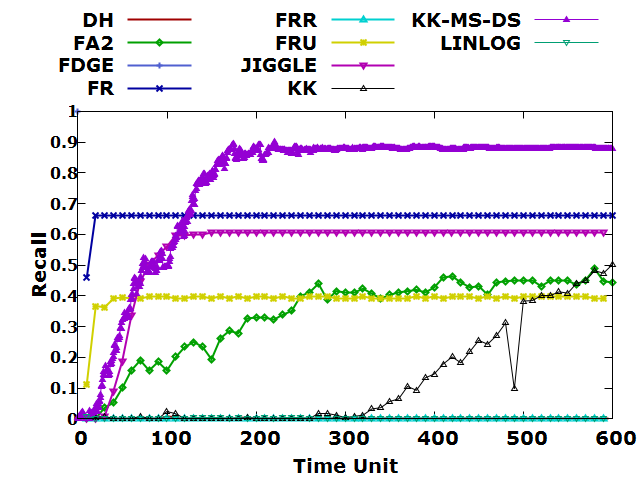 DH FRR KK-MS-DS
FA2 FRU LINLOG
FDGE JIGGLE
FR KK
1
0.9
0.8
0.7
0.6
0.5
0.4
0.3
0.2
0.1
0
Recall
0 100 200 300 400 500 600
Time Unit